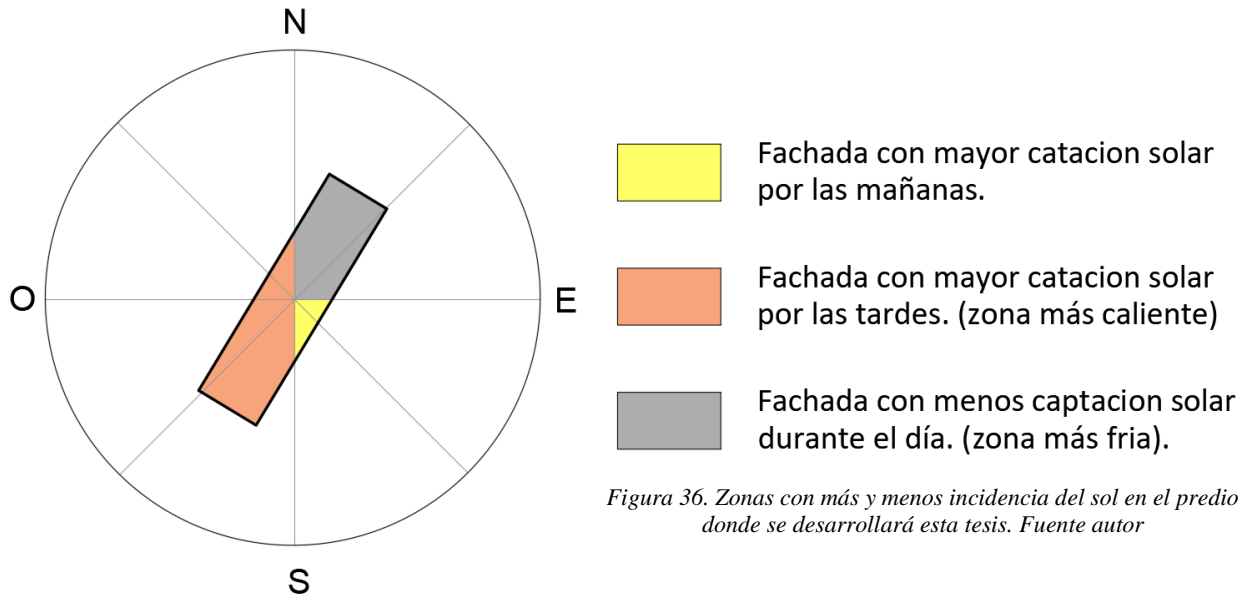 N
O
E
S
Fachada con mayor catacion solar
por las mañanas.
Fachada con mayor catacion solar
por las tardes. (zona más caliente)
Fachada con menos captacion solar
durante el día. (zona más fria).
Figura 36. Zonas con más y menos incidencia del sol en el predio
donde se desarrollará esta tesis. Fuente autor